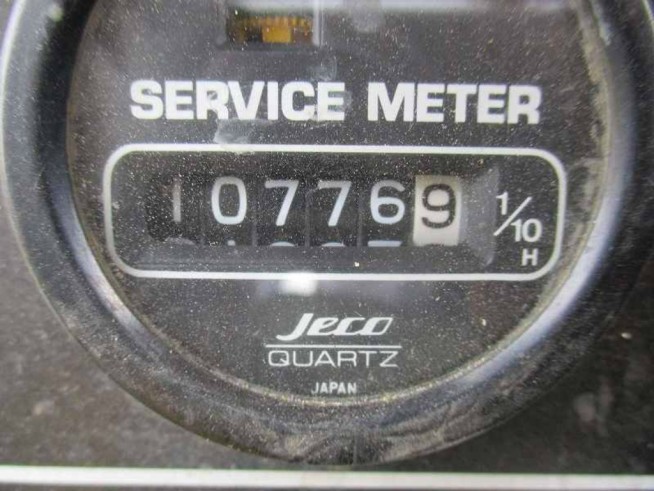 SERVICE METER
107769 1/10
H
Jeco
QUARTZ
JAPAN